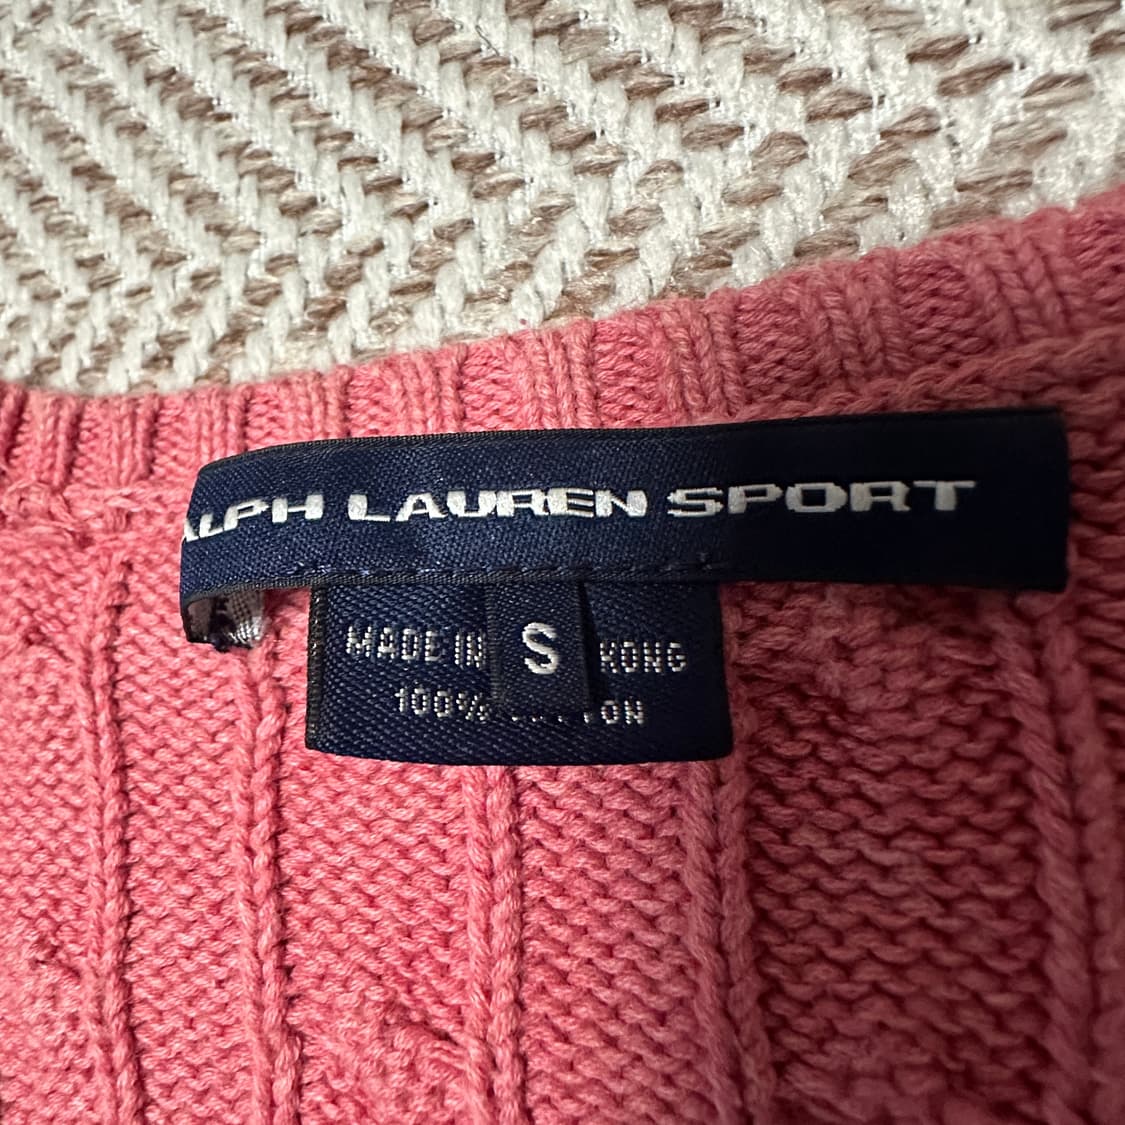 ALPH LAUREN SPORT
MADE IN KONG
S
100%